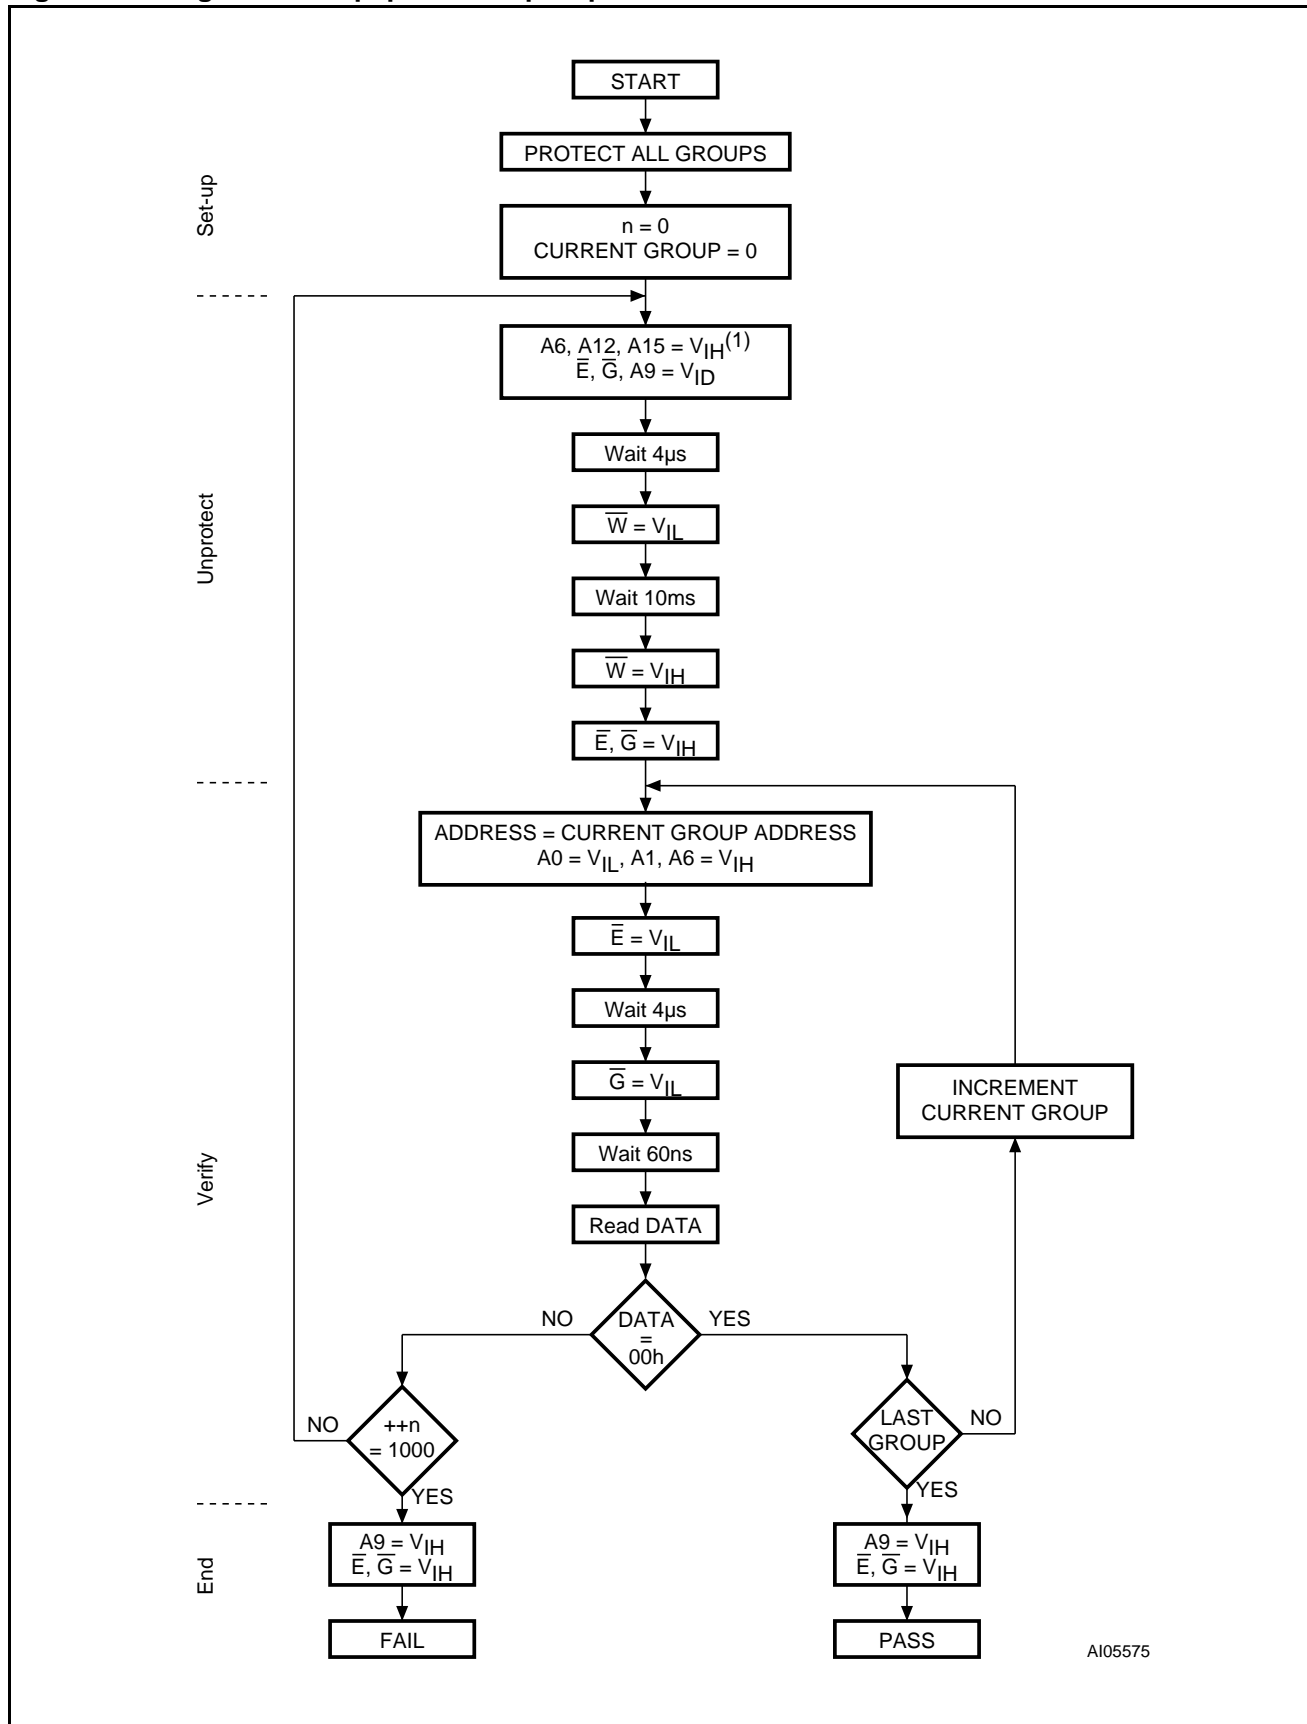 START
PROTECT ALL GROUPS
Set-up
n = 0
CURRENT GROUP = 0
A6, A12, A15 = VIH(1)
E̅, G̅, A9 = VID
Wait 4µs
W̅ = VIL
Unprotect
Wait 10ms
W̅ = VIH
E̅, G̅ = VIH
ADDRESS = CURRENT GROUP ADDRESS
A0 = VIL, A1, A6 = VIH
E̅ = VIL
Wait 4µs
G̅ = VIL
INCREMENT
CURRENT GROUP
Wait 60ns
Verify
Read DATA
NO
DATA
=
00h
YES
NO
++n
= 1000
YES
LAST
GROUP
NO
YES
End
A9 = VIH
E̅, G̅ = VIH
A9 = VIH
E̅, G̅ = VIH
FAIL
PASS
AI05575